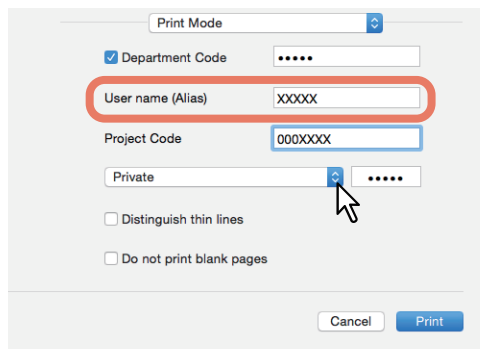 Print Mode
Department Code •••••
User name (Alias) XXXXX
Project Code 000XXXX
Private •••••
Distinguish thin lines
Do not print blank pages
Cancel Print